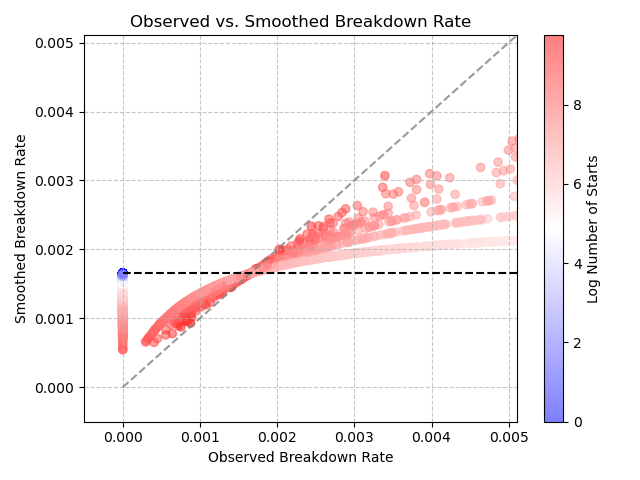 Observed vs. Smoothed Breakdown Rate
0.005
0.004
0.003
0.002
0.001
0.000
Smoothed Breakdown Rate
0.000 0.001 0.002 0.003 0.004 0.005
Observed Breakdown Rate
8
6
4
2
0
Log Number of Starts